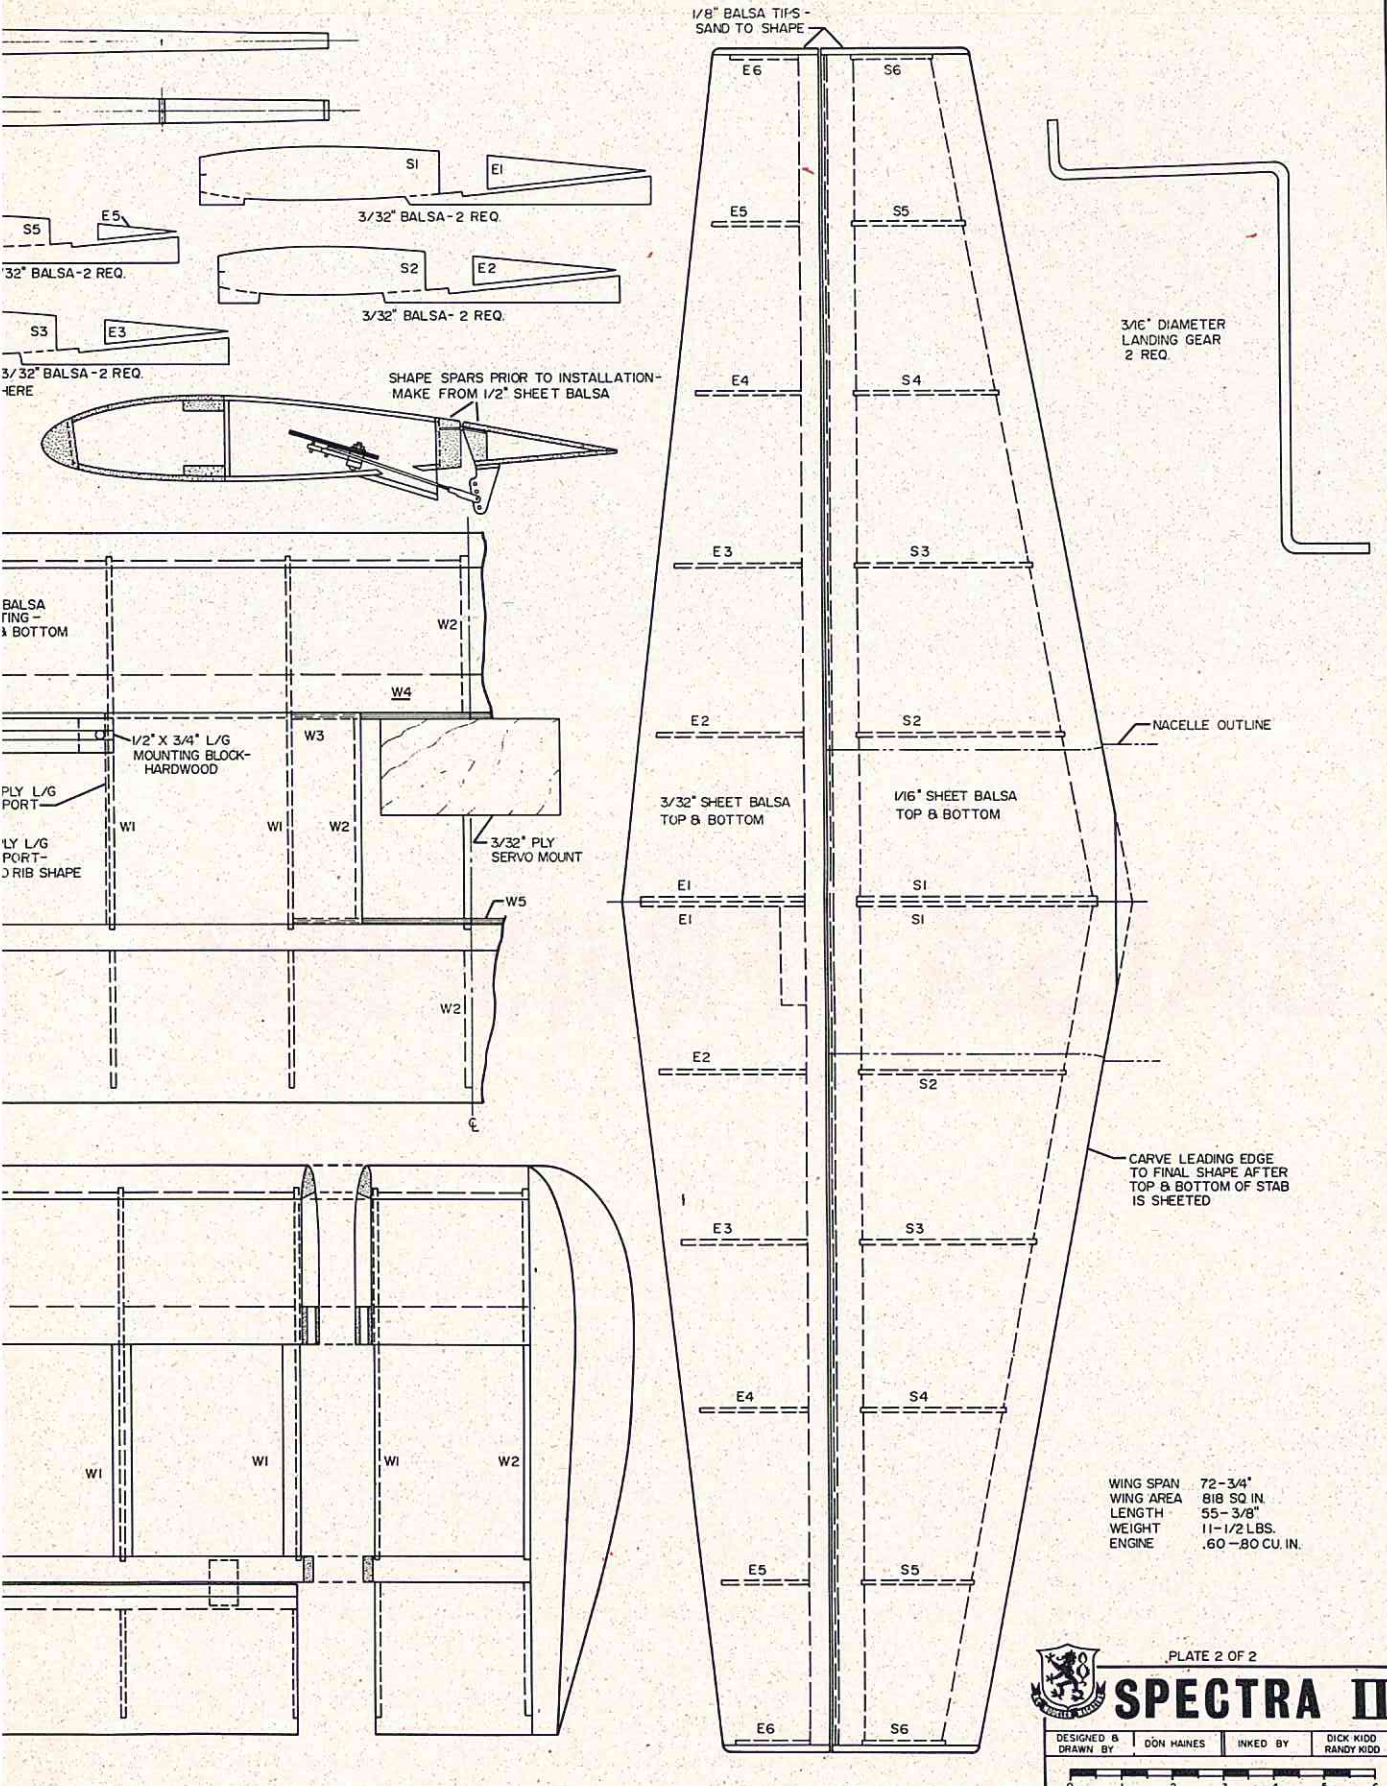 1/8" BALSA TIPS -
SAND TO SHAPE
E6
S6
S1
E1
3/32" BALSA - 2 REQ.
E5
S5
/32" BALSA - 2 REQ.
S2
E2
3/32" BALSA - 2 REQ.
S3
E3
3/32" BALSA - 2 REQ.
HERE
SHAPE SPARS PRIOR TO INSTALLATION -
MAKE FROM 1/2" SHEET BALSA
E5
S5
3/16" DIAMETER
LANDING GEAR
2 REQ.
E4
S4
E3
S3
BALSA
TING -
& BOTTOM
W2
W4
W3
1/2" X 3/4" L/G
MOUNTING BLOCK -
HARDWOOD
PLY L/G
PORT
W1
W1
W2
PLY L/G
PORT -
RIB SHAPE
3/32" PLY
SERVO MOUNT
W5
W2
℄
E2
S2
NACELLE OUTLINE
3/32" SHEET BALSA
TOP & BOTTOM
1/16" SHEET BALSA
TOP & BOTTOM
E1
S1
E1
S1
E2
S2
CARVE LEADING EDGE
TO FINAL SHAPE AFTER
TOP & BOTTOM OF STAB
IS SHEETED
E3
S3
E4
S4
W1
W1
W1
W2
WING SPAN 72-3/4"
WING AREA 818 SQ. IN.
LENGTH 55-3/8"
WEIGHT 11-1/2 LBS.
ENGINE .60-.80 CU. IN.
E5
S5
E6
S6
PLATE 2 OF 2
SPECTRA II
DESIGNED & DRAWN BY DON HAINES INKED BY DICK KIDD RANDY KIDD